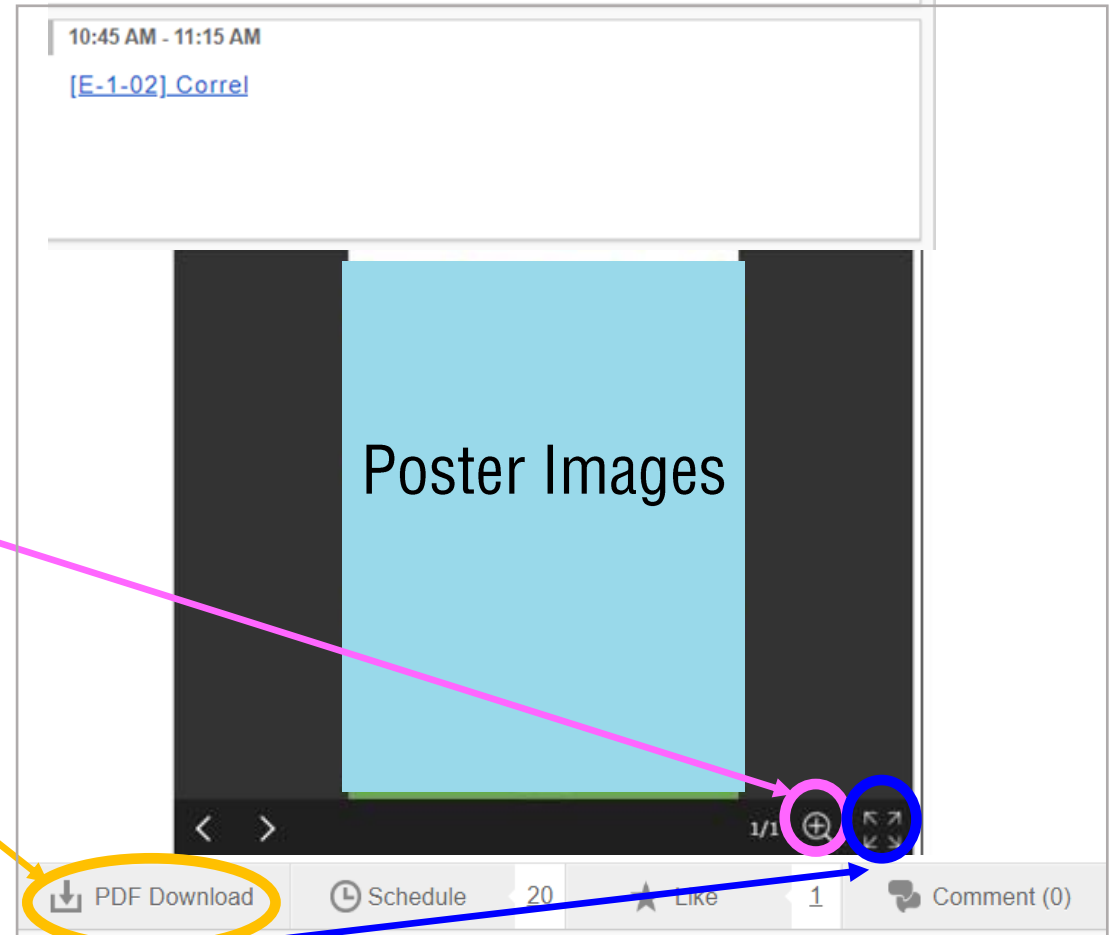 10:45 AM - 11:15 AM
[E-1-02] Correl
Poster Images
1/1
PDF Download Schedule 20 Like 1 Comment (0)